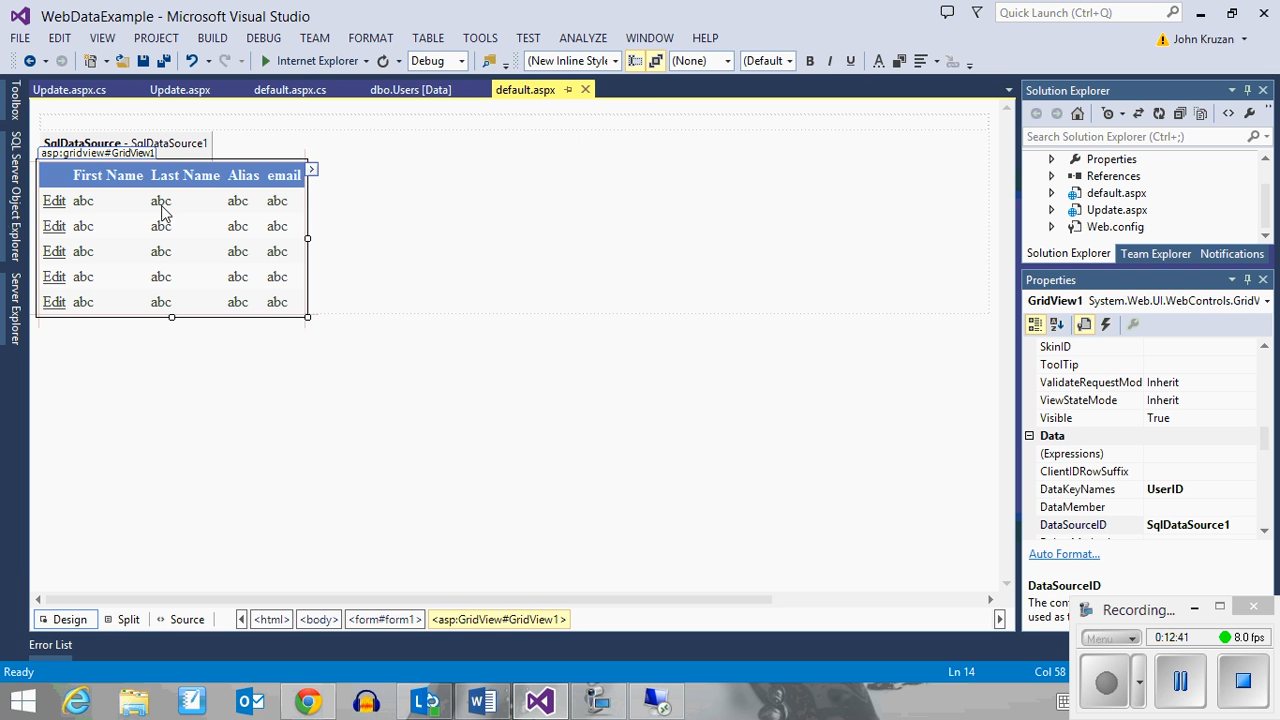 WebDataExample - Microsoft Visual Studio
Quick Launch (Ctrl+Q)
FILE EDIT VIEW PROJECT BUILD DEBUG TEAM FORMAT TABLE TOOLS TEST ANALYZE WINDOW HELP
John Kruzan
Internet Explorer Debug (New Inline Style (None) (Default B I U A
Update.aspx.cs Update.aspx default.aspx.cs dbo.Users [Data] default.aspx
Toolbox
SQL Server Object Explorer
Server Explorer
SqlDataSource - SqlDataSource1
asp:gridview#GridView1
First Name Last Name Alias email
Edit abc abc abc abc
Edit abc abc abc abc
Edit abc abc abc abc
Edit abc abc abc abc
Edit abc abc abc abc
Solution Explorer
Search Solution Explorer (Ctrl+;)
Properties
References
default.aspx
Update.aspx
Web.config
Solution Explorer Team Explorer Notifications
Properties
GridView1 System.Web.UI.WebControls.GridV
SkinID
ToolTip
ValidateRequestMod Inherit
ViewStateMode Inherit
Visible True
Data
(Expressions)
ClientIDRowSuffix
DataKeyNames UserID
DataMember
DataSourceID SqlDataSource1
Auto Format...
DataSourceID
The con
used as t
Design Split Source <html> <body> <form#form1> <asp:GridView#GridView1>
Error List
Ready Ln 14 Col 58
Recording...
Menu 0:12:41 8.0 fps